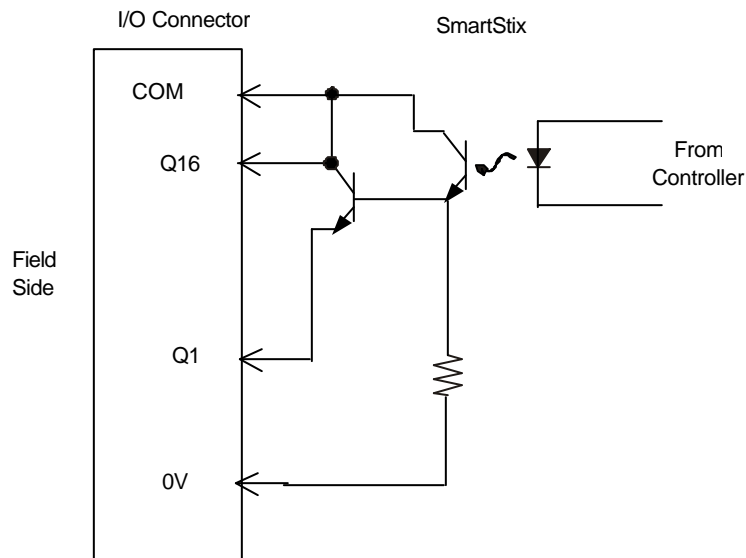 I/O Connector
SmartStix
COM
Q16
From
Controller
Field
Side
Q1
0V